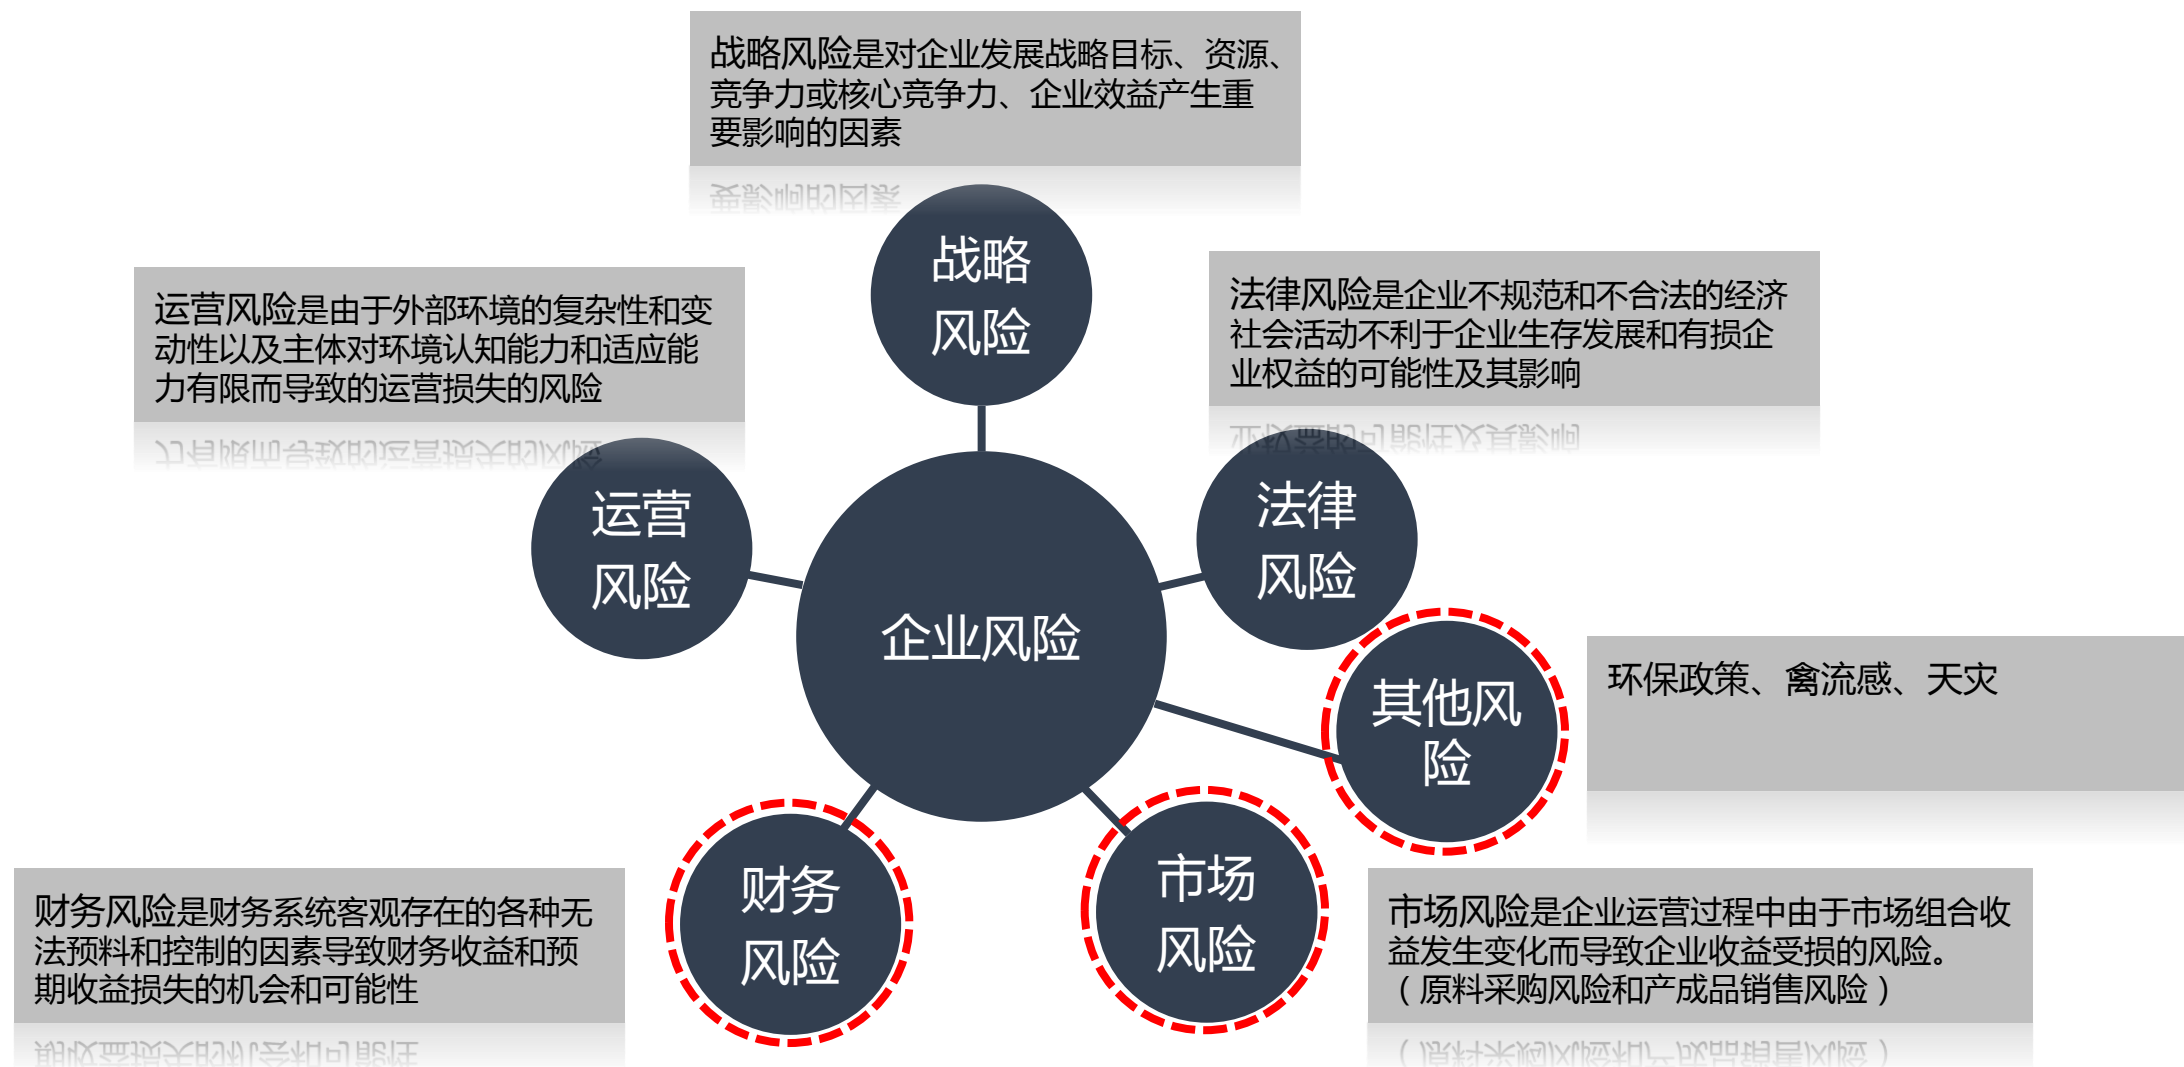 战略风险是对企业发展战略目标、资源、
竞争力或核心竞争力、企业效益产生重
要影响的因素
战略
风险
运营风险是由于外部环境的复杂性和变
动性以及主体对环境认知能力和适应能
力有限而导致的运营损失的风险
运营
风险
法律风险是企业不规范和不合法的经济
社会活动不利于企业生存发展和有损企
业权益的可能性及其影响
法律
风险
企业风险
其他风
险
环保政策、禽流感、天灾
财务风险是财务系统客观存在的各种无
法预料和控制的因素导致财务收益和预
期收益损失的机会和可能性
财务
风险
市场
风险
市场风险是企业运营过程中由于市场组合收
益发生变化而导致企业收益受损的风险。
（原料采购风险和产成品销售风险）